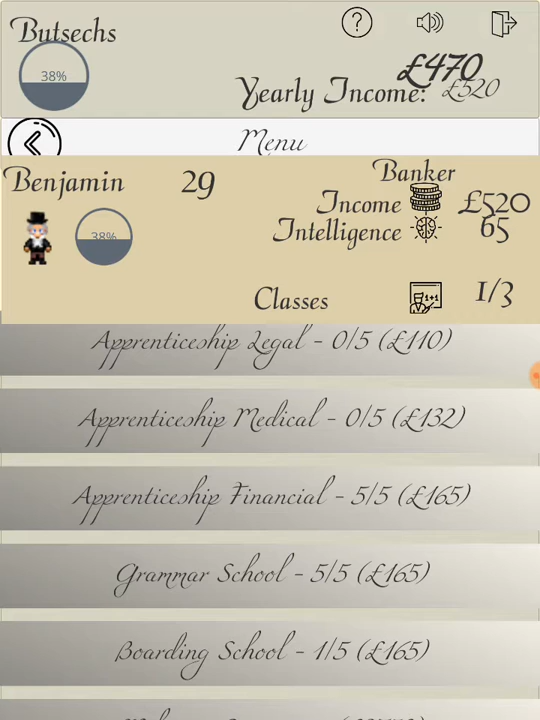 Butsechs
38%
£470
Yearly Income: £520
Menu
Benjamin 29
Banker
38%
Income £520
Intelligence 65
Classes 1/3
Apprenticeship Legal - 0/5 (£110)
Apprenticeship Medical - 0/5 (£132)
Apprenticeship Financial - 5/5 (£165)
Grammar School - 5/5 (£165)
Boarding School - 1/5 (£165)